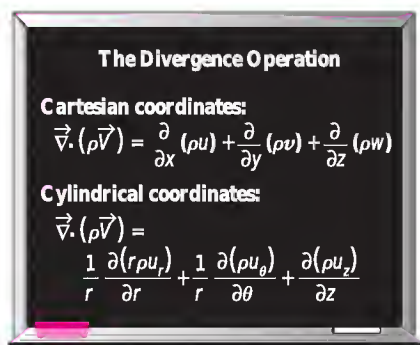 The Divergence Operation
Cartesian coordinates:
∇⃗.(ρV⃗) = ∂/∂x (ρu) + ∂/∂y (ρv) + ∂/∂z (ρw)
Cylindrical coordinates:
∇⃗.(ρV⃗) =
1/r ∂(rρu_r)/∂r + 1/r ∂(ρu_θ)/∂θ + ∂(ρu_z)/∂z